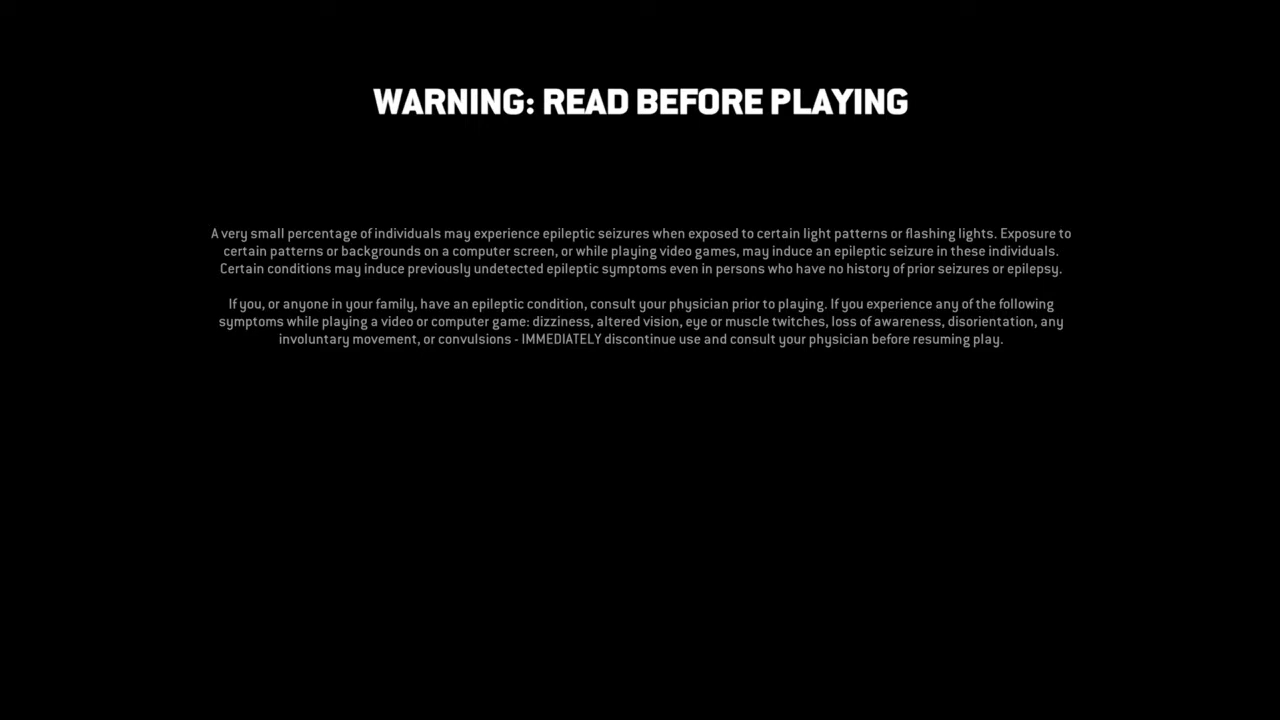 WARNING: READ BEFORE PLAYING
A very small percentage of individuals may experience epileptic seizures when exposed to certain light patterns or flashing lights. Exposure to
certain patterns or backgrounds on a computer screen, or while playing video games, may induce an epileptic seizure in these individuals.
Certain conditions may induce previously undetected epileptic symptoms even in persons who have no history of prior seizures or epilepsy.
If you, or anyone in your family, have an epileptic condition, consult your physician prior to playing. If you experience any of the following
symptoms while playing a video or computer game: dizziness, altered vision, eye or muscle twitches, loss of awareness, disorientation, any
involuntary movement, or convulsions - IMMEDIATELY discontinue use and consult your physician before resuming play.